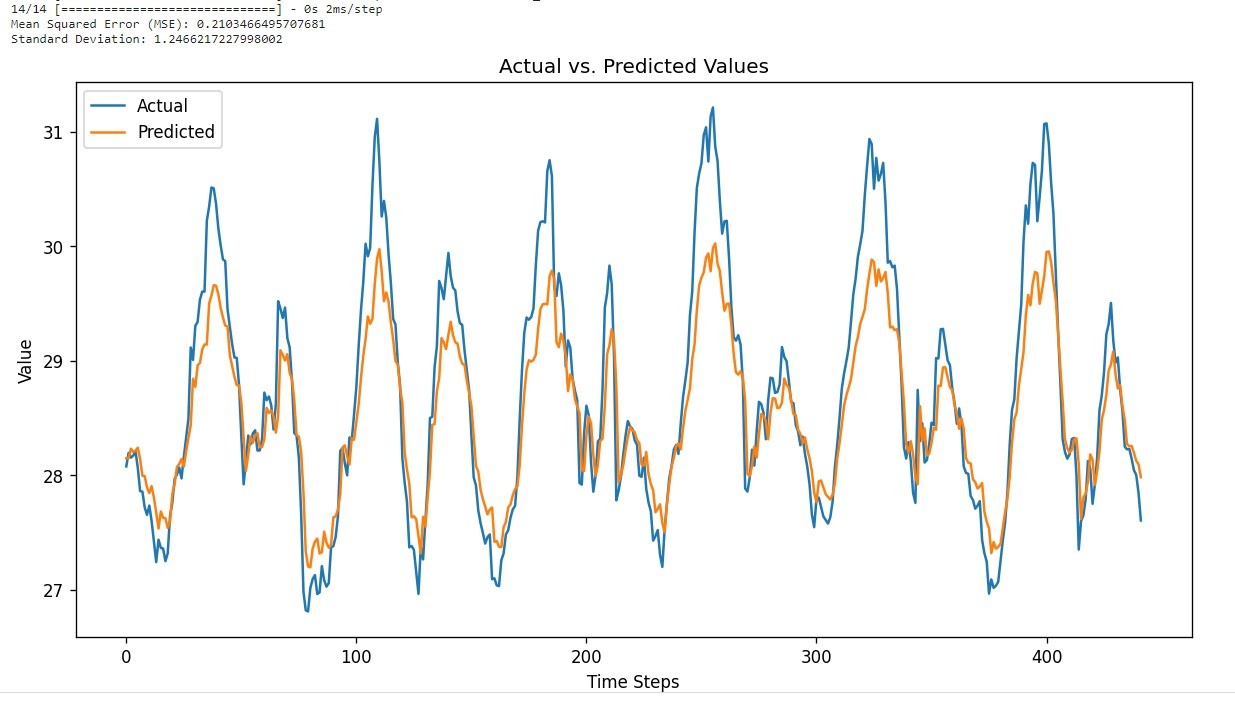 14/14 [==============================] - 0s 2ms/step
Mean Squared Error (MSE): 0.2103466495707681
Standard Deviation: 1.2466217227998002
Actual vs. Predicted Values
Actual
Predicted
31
30
29
28
27
Value
0 100 200 300 400
Time Steps